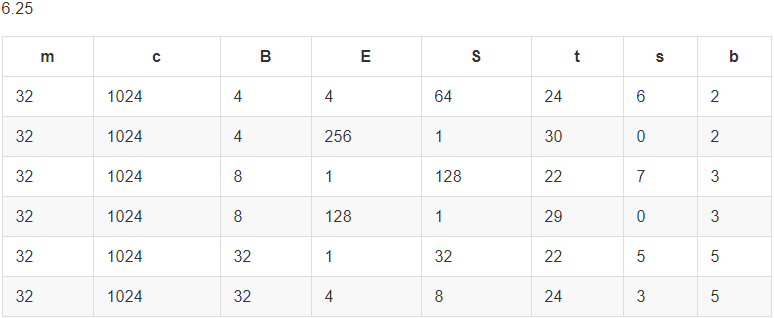 6.25
m c B E S t s b
32 1024 4 4 64 24 6 2
32 1024 4 256 1 30 0 2
32 1024 8 1 128 22 7 3
32 1024 8 128 1 29 0 3
32 1024 32 1 32 22 5 5
32 1024 32 4 8 24 3 5